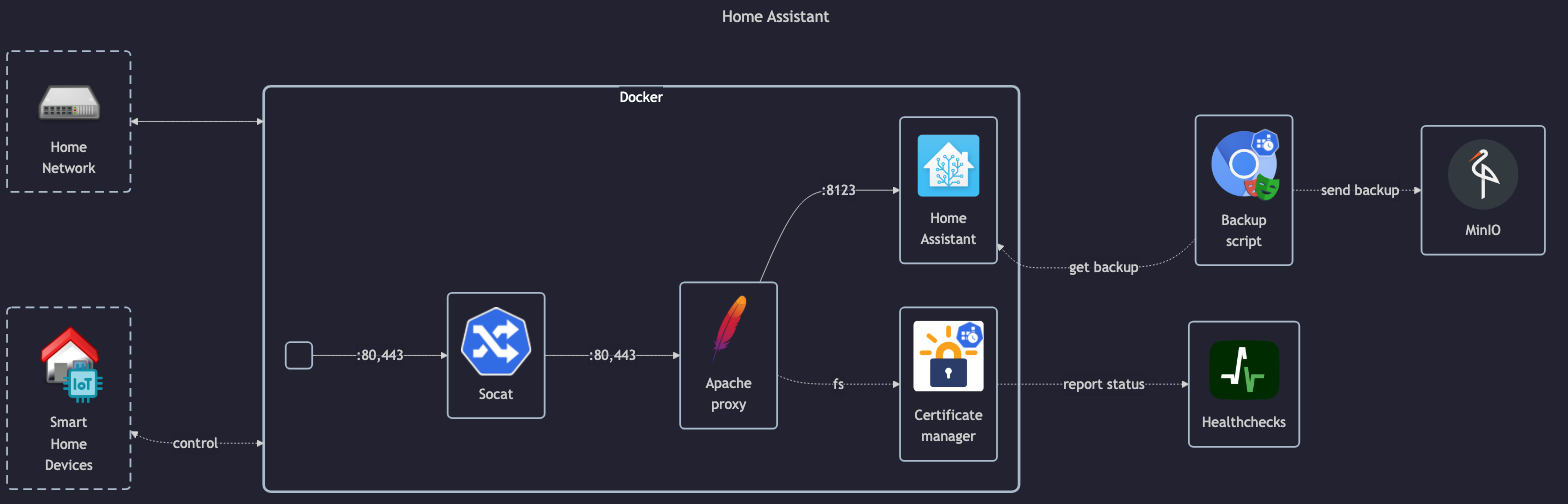 Home Assistant
Home
Network
Docker
Home
Assistant
:8123
Backup
script
send backup
MinIO
get backup
:80,443
Socat
:80,443
Apache
proxy
fs
Certificate
manager
report status
Healthchecks
IoT
Smart
Home
Devices
control